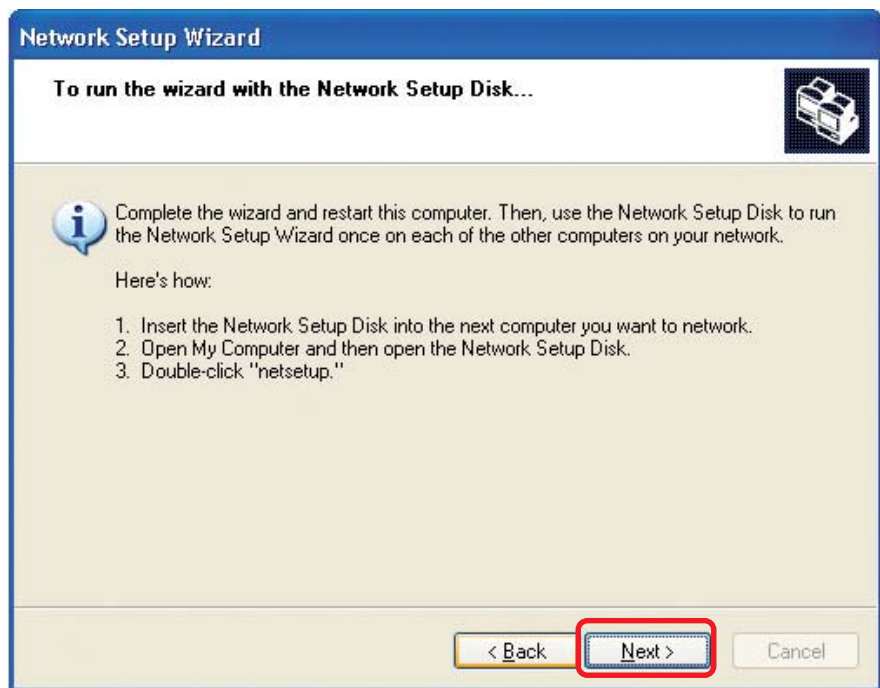 Network Setup Wizard
To run the wizard with the Network Setup Disk...
Complete the wizard and restart this computer. Then, use the Network Setup Disk to run
the Network Setup Wizard once on each of the other computers on your network.
Here's how:
1. Insert the Network Setup Disk into the next computer you want to network.
2. Open My Computer and then open the Network Setup Disk.
3. Double-click "netsetup."
< Back
Next >
Cancel